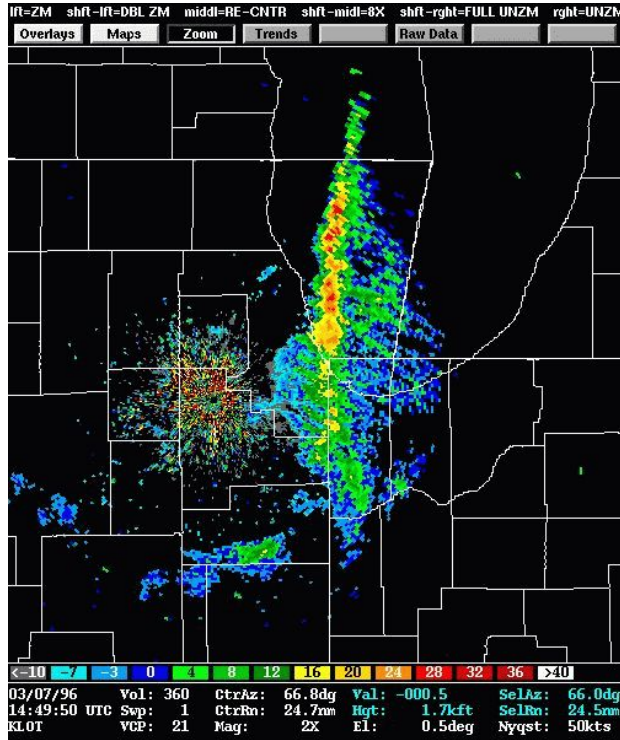 lft=ZM shft-lft=DBL ZM middl=RE-CNTR shft-midl=8X shft-rght=FULL UNZM rght=UNZM
Overlays Maps Zoom Trends Raw Data
<-10 -7 -3 0 4 8 12 16 20 24 28 32 36 >40
03/07/96 Vol: 360 CtrAz: 66.8dg Val: -000.5 SelAz: 66.0dg
14:49:50 UTC Swp: 1 CtrRn: 24.7nm Hgt: 1.7kft SelRn: 24.5nm
KLOT VCP: 21 Mag: 2X El: 0.5deg Nyqst: 50kts